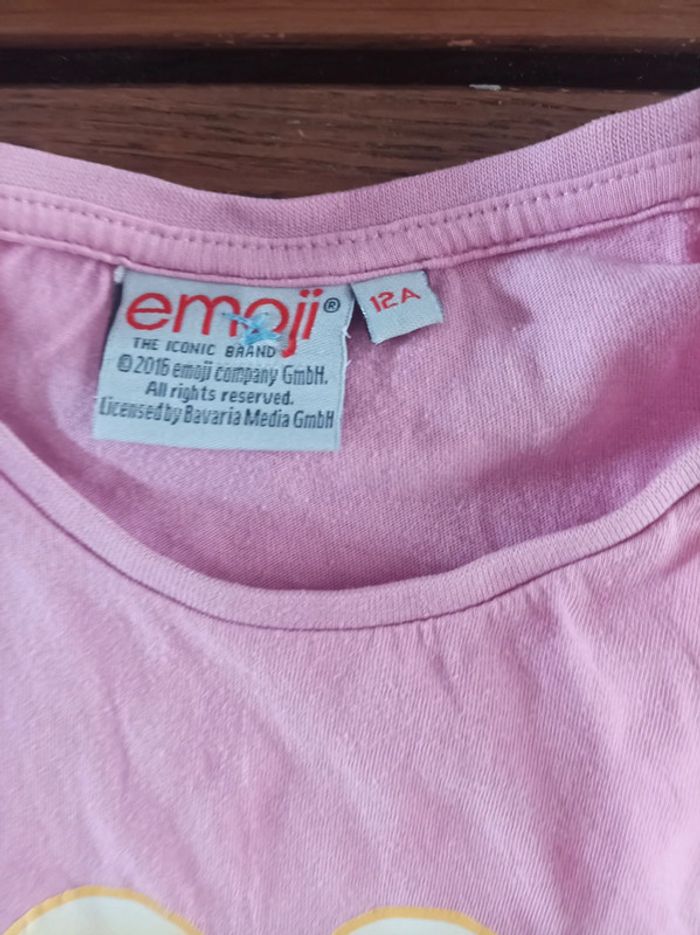 emoji®
12A
THE ICONIC BRAND
©2016 emoji company GmbH.
All rights reserved.
Licensed by Bavaria Media GmbH